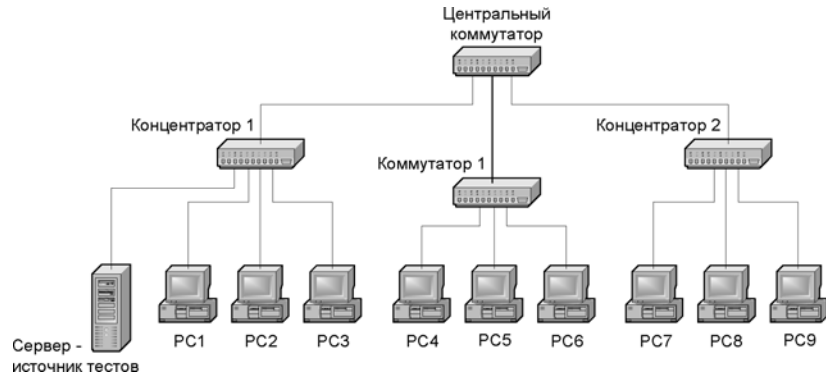 Центральный
коммутатор
Концентратор 1
Концентратор 2
Коммутатор 1
Сервер -
источник тестов
PC1
PC2
PC3
PC4
PC5
PC6
PC7
PC8
PC9